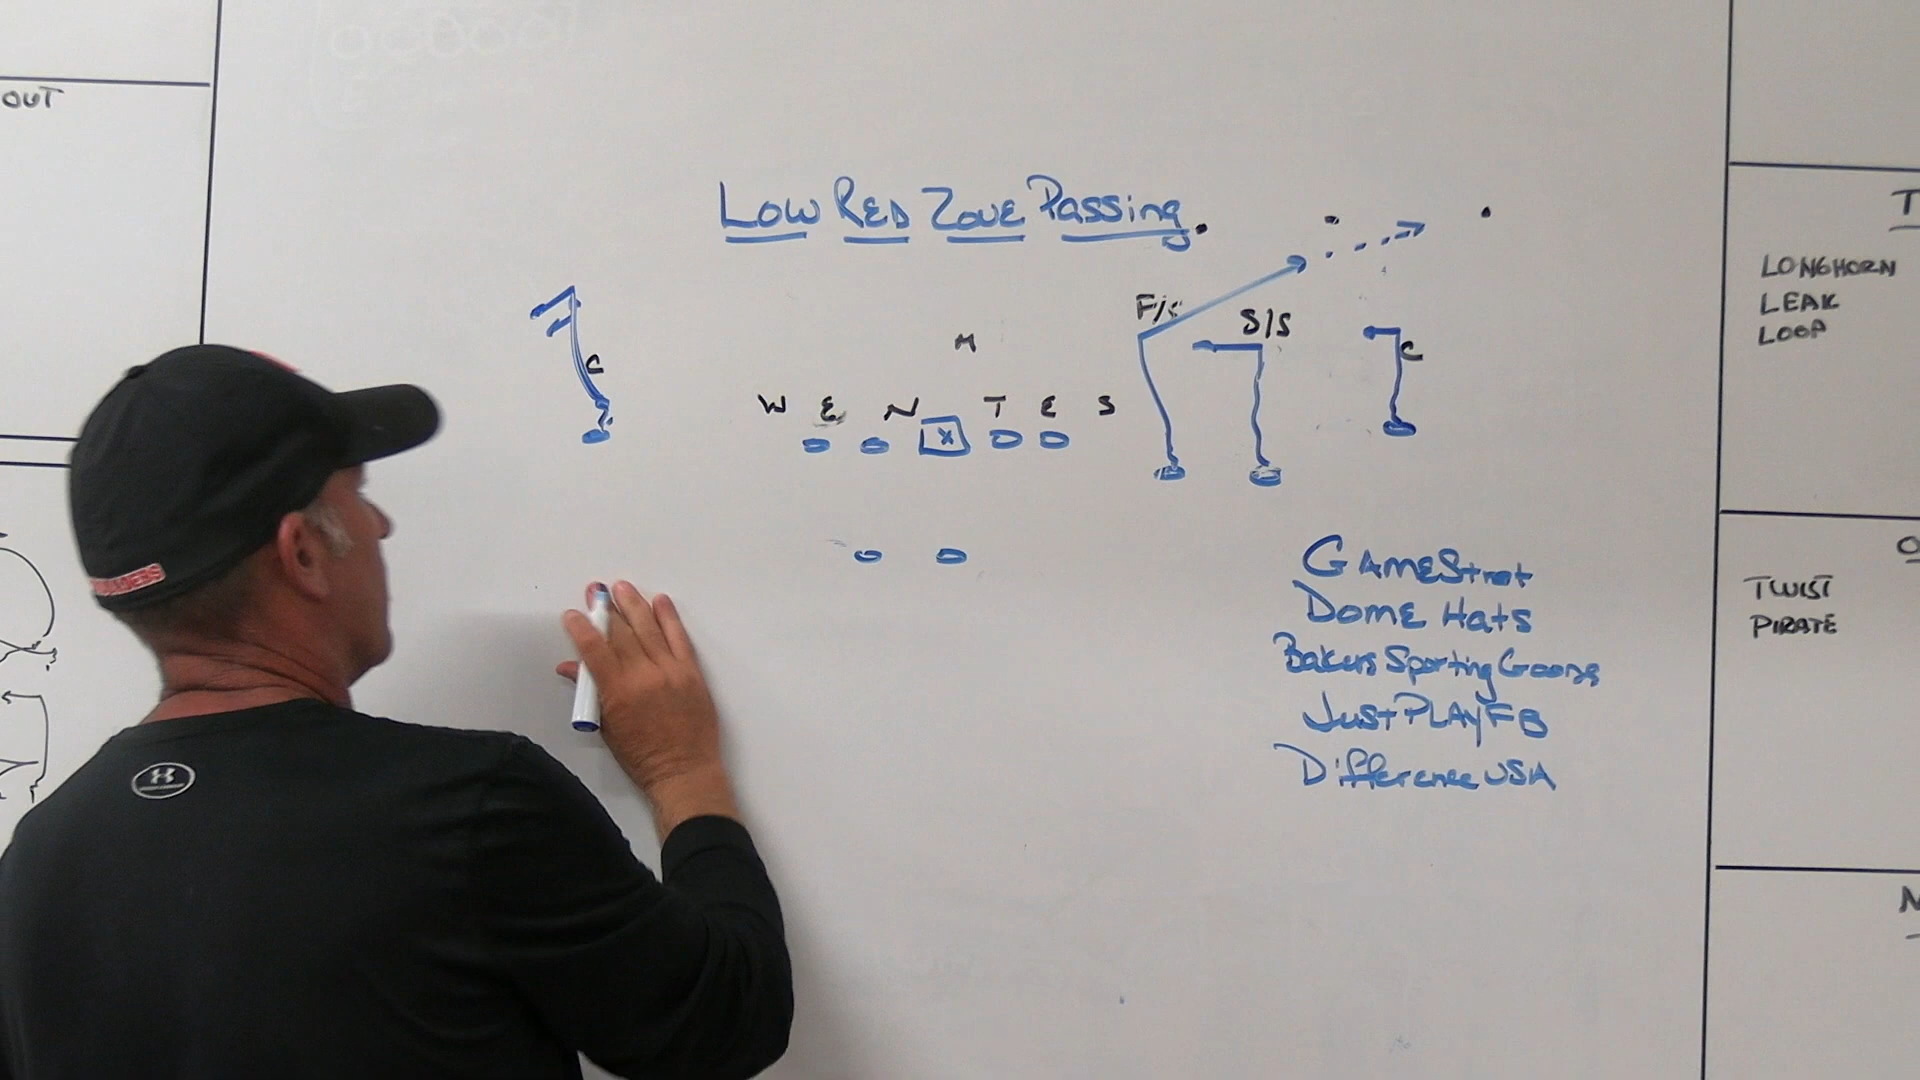 OUT
Low Red Zone Passing.
F/S
S/S
C
M
C
W E N T E S
X
GameStrat
Dome Hats
Bakers Sporting Goods
JustPlayFB
Difference USA
T
LONGHORN
LEAK
LOOP
O
TWIST
PIRATE